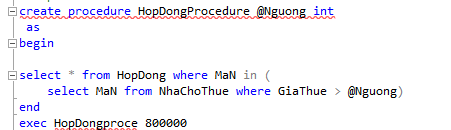 create procedure HopDongProcedure @Nguong int
as
begin
select * from HopDong where MaN in (
select MaN from NhaChoThue where GiaThue > @Nguong)
end
exec HopDongproce 800000